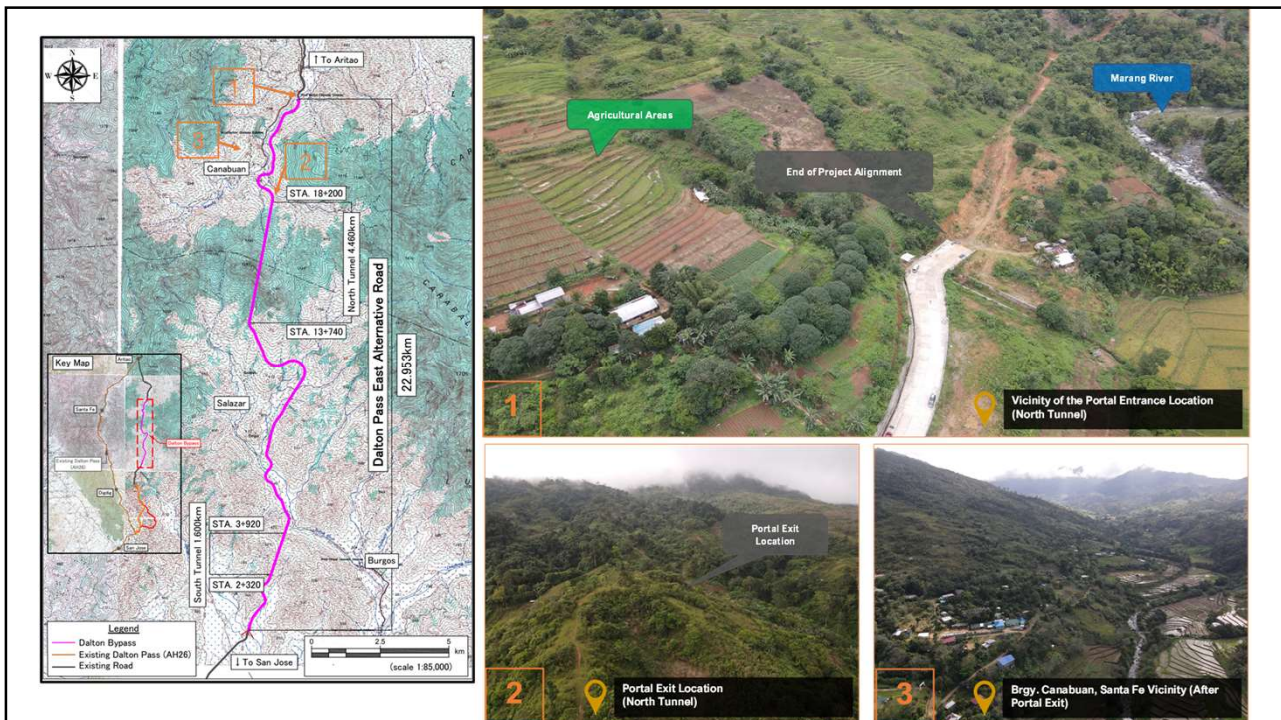 N
W
E
S
↑ To Aritao
1
3
2
Canabuan
STA. 18+200
North Tunnel 4.460km
STA. 13+740
Dalton Pass East Alternative Road
22.953km
Salazar
STA. 3+920
South Tunnel 1.600km
STA. 2+320
Burgos
↓ To San Jose
Key Map
Aritao
Santa Fe
Dalton Bypass
Existing Dalton Pass
(AH26)
Digdig
San Jose
Legend
Dalton Bypass
Existing Dalton Pass (AH26)
Existing Road
0
2.5
5
km
(scale 1:85,000)
Agricultural Areas
Marang River
End of Project Alignment
1
Vicinity of the Portal Entrance Location
(North Tunnel)
Portal Exit
Location
2
Portal Exit Location
(North Tunnel)
3
Brgy. Canabuan, Santa Fe Vicinity (After
Portal Exit)